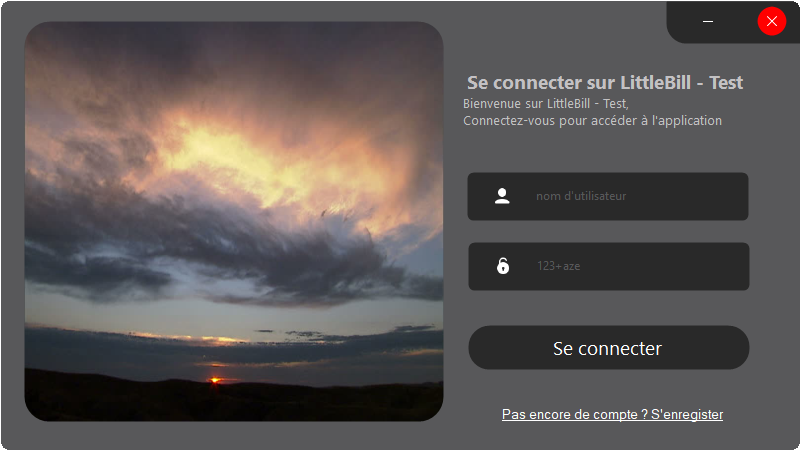 Se connecter sur LittleBill - Test
Bienvenue sur LittleBill - Test,
Connectez-vous pour accéder à l'application
nom d'utilisateur
123+aze
Se connecter
Pas encore de compte ? S'enregister